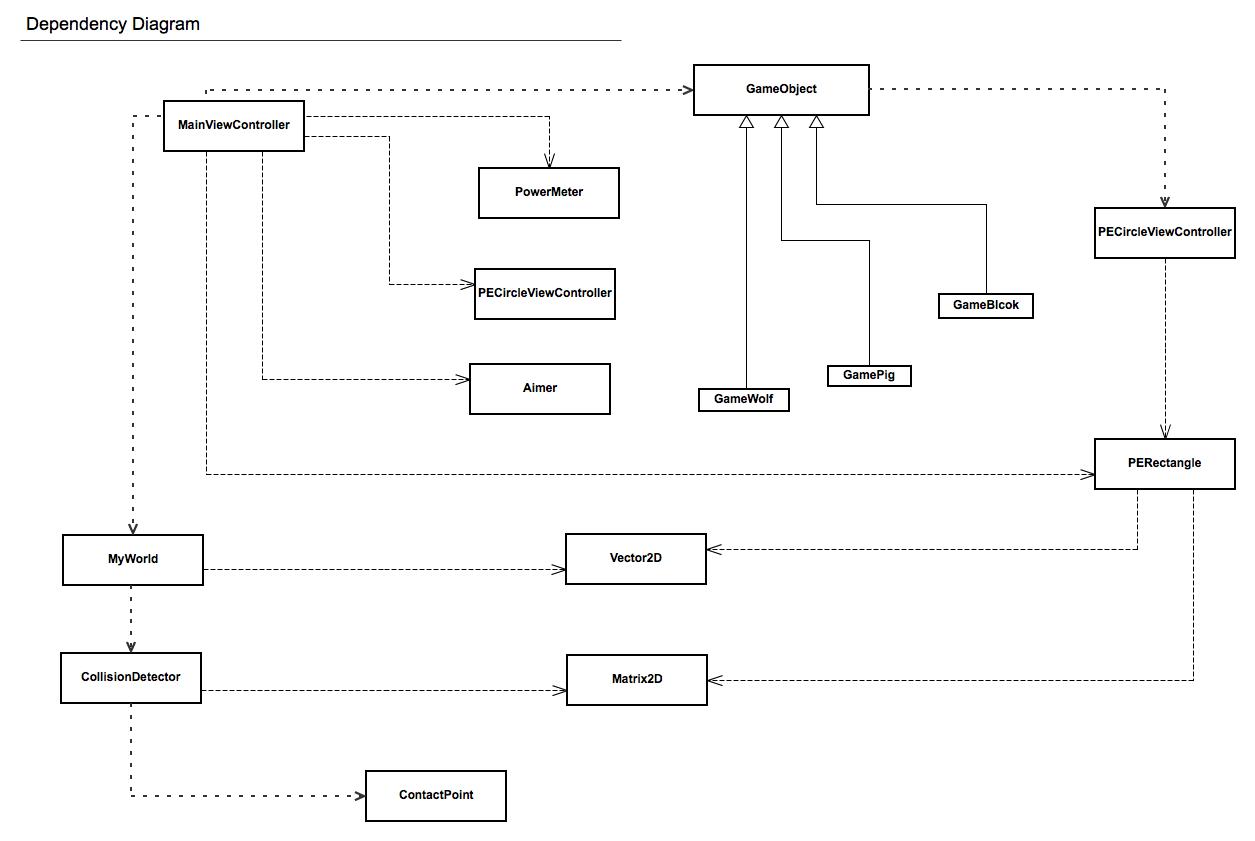 Dependency Diagram
GameObject
MainViewController
PowerMeter
PECircleViewController
PECircleViewController
GameBlcok
GamePig
Aimer
GameWolf
PERectangle
MyWorld
Vector2D
CollisionDetector
Matrix2D
ContactPoint